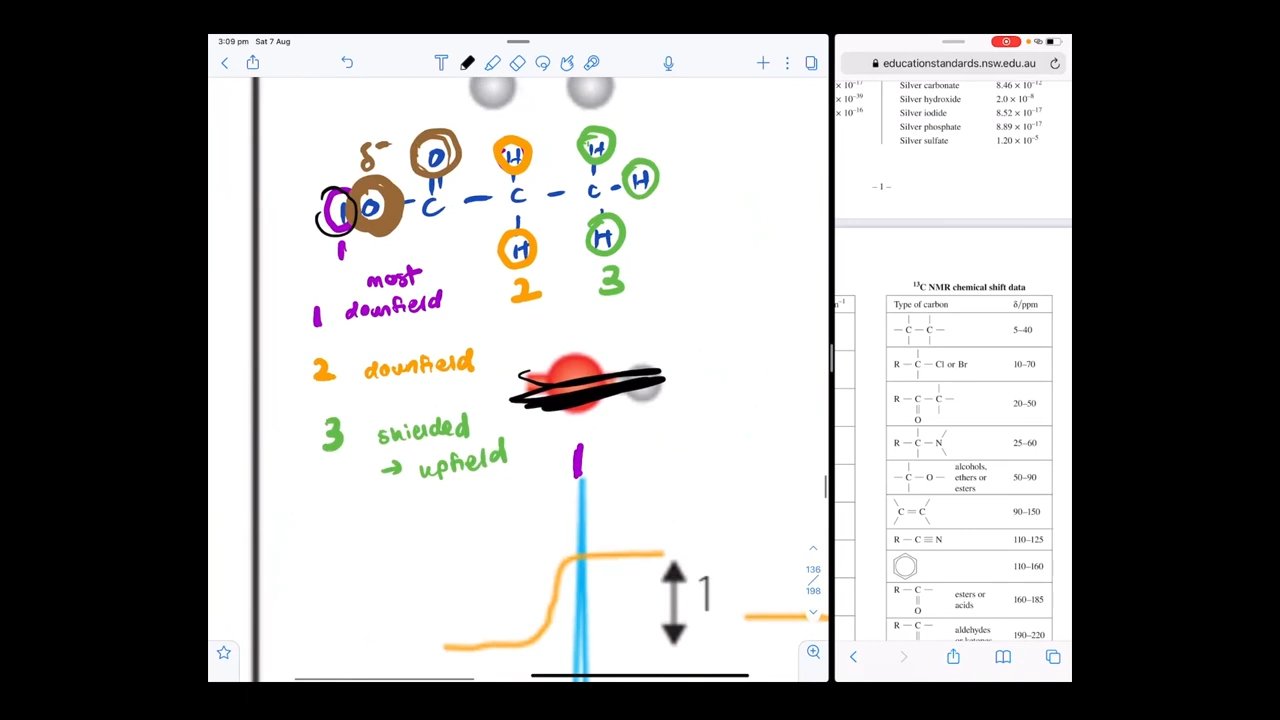 3:09 pm Sat 7 Aug
educationstandards.nsw.edu.au
Silver carbonate 8.46 × 10⁻¹²
× 10⁻³⁹ Silver hydroxide 2.0 × 10⁻⁸
× 10⁻¹⁶ Silver iodide 8.52 × 10⁻¹⁷
Silver phosphate 8.89 × 10⁻¹⁷
Silver sulfate 1.20 × 10⁻⁵
– 1 –
δ⁻
O H H
O C C C H
H H
1 2 3
most
1 downfield
2 downfield
3 shielded
→ upfield
1
1
136
198
¹³C NMR chemical shift data
Type of carbon δ/ppm
– C – C – 5–40
R – C – Cl or Br 10–70
R – C – C – 20–50
O
R – C – N 25–60
– C – O – alcohols, ethers or esters 50–90
C = C 90–150
R – C ≡ N 110–125
110–160
R – C – esters or acids 160–185
O
R – C – aldehydes 190–220